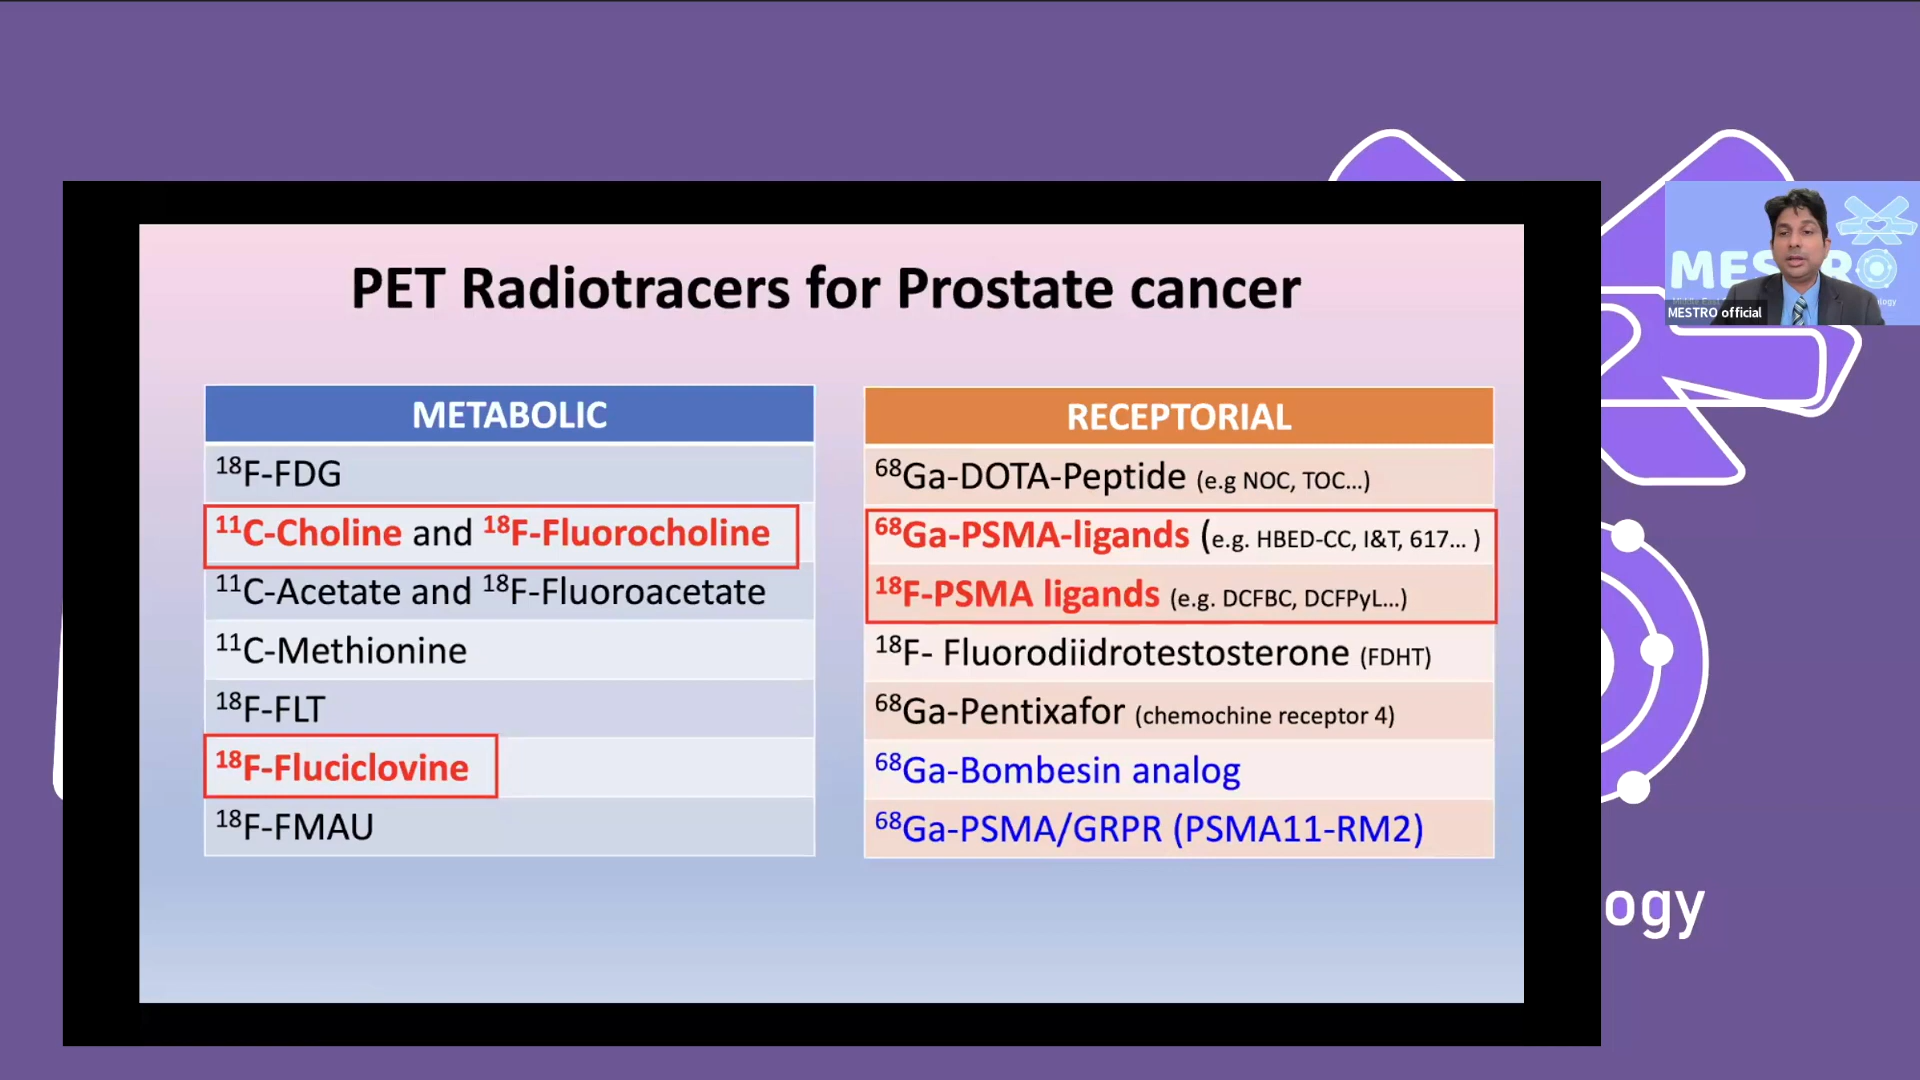 PET Radiotracers for Prostate cancer
METABOLIC
¹⁸F-FDG
¹¹C-Choline and ¹⁸F-Fluorocholine
¹¹C-Acetate and ¹⁸F-Fluoroacetate
¹¹C-Methionine
¹⁸F-FLT
¹⁸F-Fluciclovine
¹⁸F-FMAU
RECEPTORIAL
⁶⁸Ga-DOTA-Peptide (e.g NOC, TOC...)
⁶⁸Ga-PSMA-ligands (e.g. HBED-CC, I&T, 617... )
¹⁸F-PSMA ligands (e.g. DCFBC, DCFPyL...)
¹⁸F- Fluorodiidrotestosterone (FDHT)
⁶⁸Ga-Pentixafor (chemochine receptor 4)
⁶⁸Ga-Bombesin analog
⁶⁸Ga-PSMA/GRPR (PSMA11-RM2)
MESTRO official
ogy